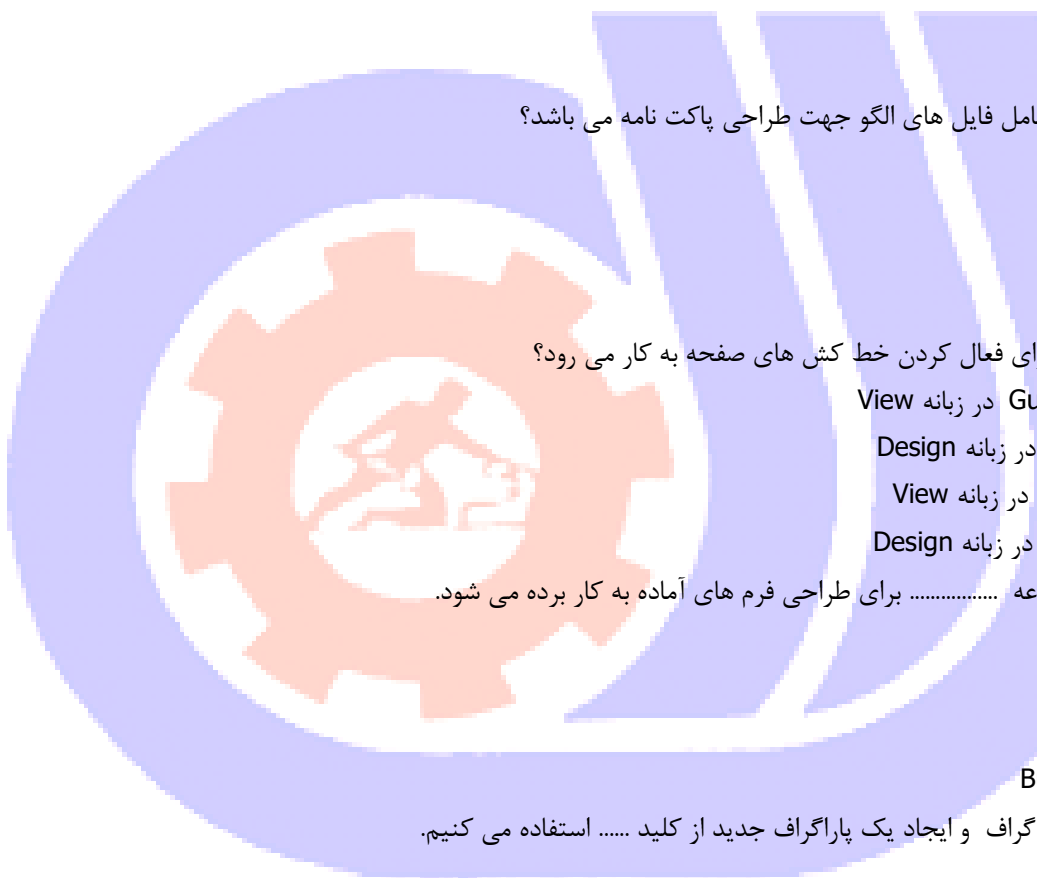 امل فایل های الگو جهت طراحی پاکت نامه می باشد؟
ای فعال کردن خط کش های صفحه به کار می رود؟
Gu در زبانه View
در زبانه Design
در زبانه View
در زبانه Design
عه ................ برای طراحی فرم های آماده به کار برده می شود.
B
گراف و ایجاد یک پاراگراف جدید از کلید ...... استفاده می کنیم.